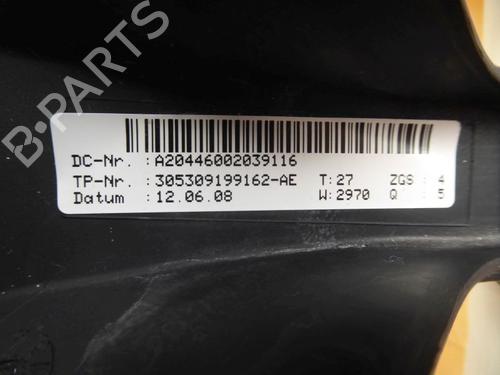 B-PARTS
DC-Nr. :A20446002039116
TP-Nr. :305309199162-AE T:27 ZGS : 4
Datum :12.06.08 W:2970 Q : 5